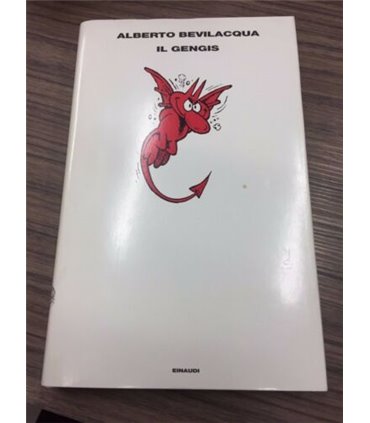 ALBERTO BEVILACQUA
IL GENGIS
EINAUDI